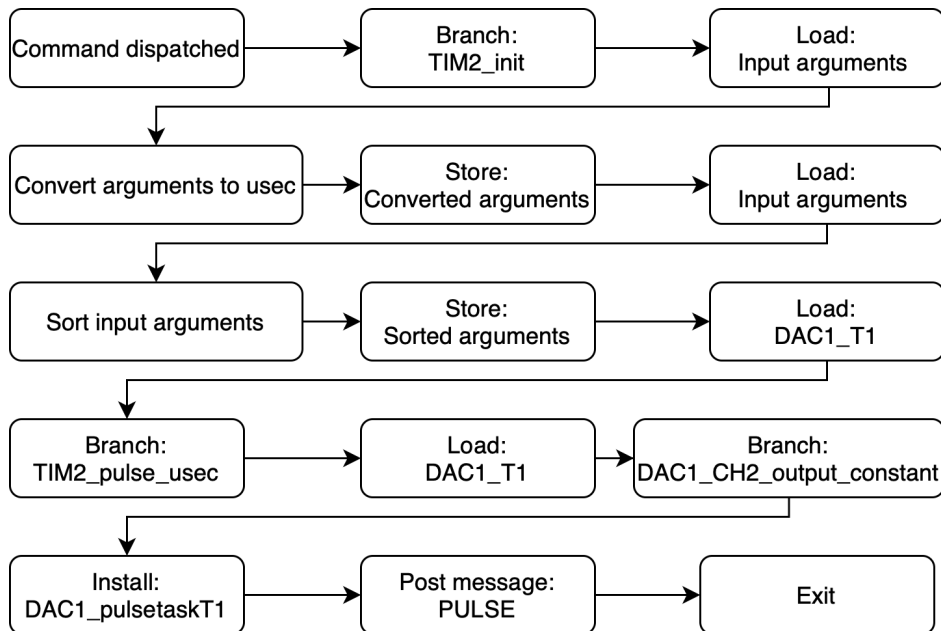 Command dispatched
Branch:
TIM2_init
Load:
Input arguments
Convert arguments to usec
Store:
Converted arguments
Load:
Input arguments
Sort input arguments
Store:
Sorted arguments
Load:
DAC1_T1
Branch:
TIM2_pulse_usec
Load:
DAC1_T1
Branch:
DAC1_CH2_output_constant
Install:
DAC1_pulsetaskT1
Post message:
PULSE
Exit